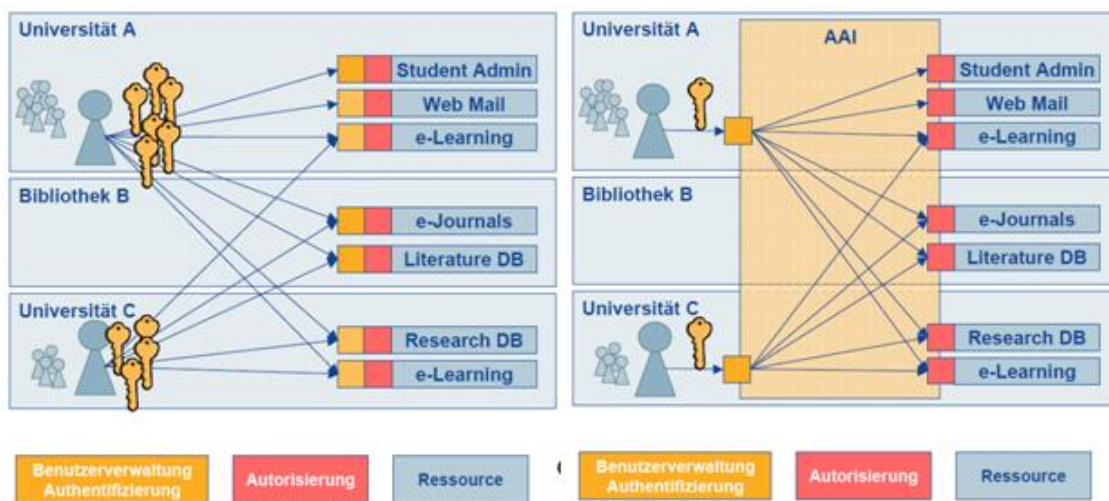 Universität A
Student Admin
Web Mail
e-Learning
Bibliothek B
e-Journals
Literature DB
Universität C
Research DB
e-Learning
Benutzerverwaltung
Authentifizierung
Autorisierung
Ressource
Universität A
AAI
Student Admin
Web Mail
e-Learning
Bibliothek B
e-Journals
Literature DB
Universität C
Research DB
e-Learning
Benutzerverwaltung
Authentifizierung
Autorisierung
Ressource